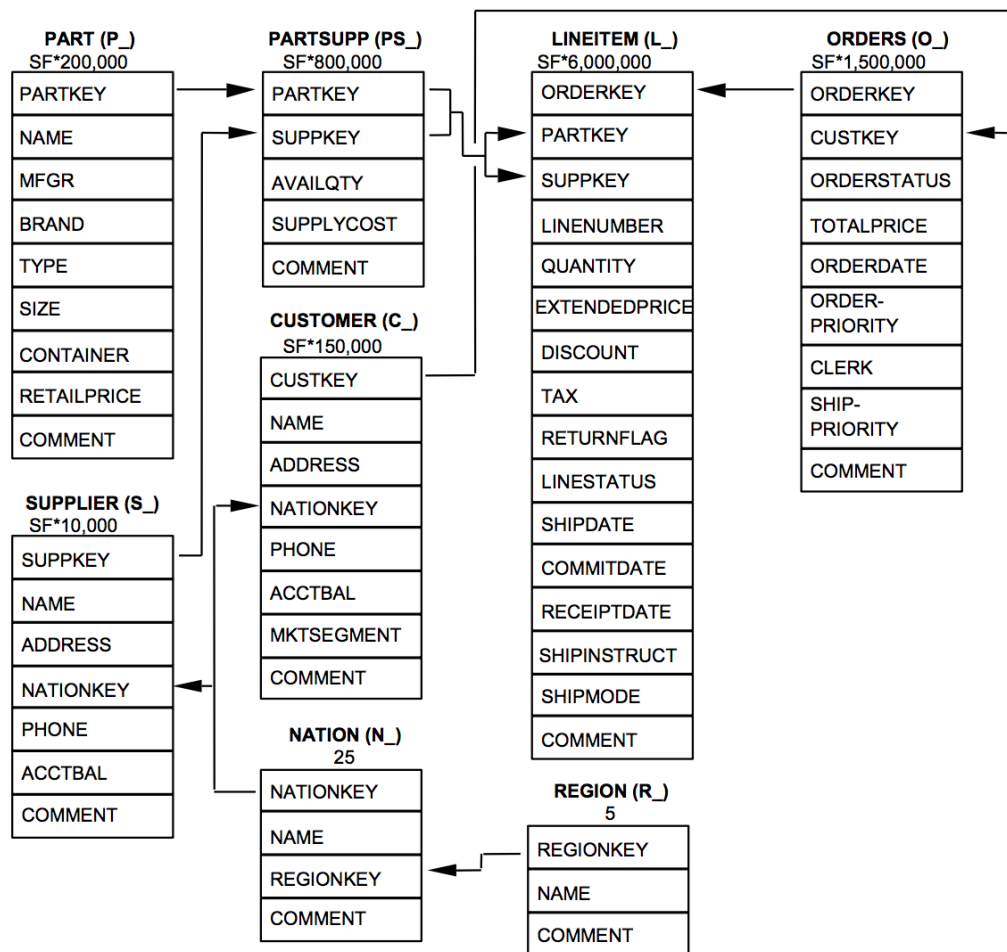 PART (P_)
SF*200,000
PARTKEY
NAME
MFGR
BRAND
TYPE
SIZE
CONTAINER
RETAILPRICE
COMMENT
SUPPLIER (S_)
SF*10,000
SUPPKEY
NAME
ADDRESS
NATIONKEY
PHONE
ACCTBAL
COMMENT
PARTSUPP (PS_)
SF*800,000
PARTKEY
SUPPKEY
AVAILQTY
SUPPLYCOST
COMMENT
CUSTOMER (C_)
SF*150,000
CUSTKEY
NAME
ADDRESS
NATIONKEY
PHONE
ACCTBAL
MKTSEGMENT
COMMENT
NATION (N_)
25
NATIONKEY
NAME
REGIONKEY
COMMENT
LINEITEM (L_)
SF*6,000,000
ORDERKEY
PARTKEY
SUPPKEY
LINENUMBER
QUANTITY
EXTENDEDPRICE
DISCOUNT
TAX
RETURNFLAG
LINESTATUS
SHIPDATE
COMMITDATE
RECEIPTDATE
SHIPINSTRUCT
SHIPMODE
COMMENT
REGION (R_)
5
REGIONKEY
NAME
COMMENT
ORDERS (O_)
SF*1,500,000
ORDERKEY
CUSTKEY
ORDERSTATUS
TOTALPRICE
ORDERDATE
ORDER-
PRIORITY
CLERK
SHIP-
PRIORITY
COMMENT